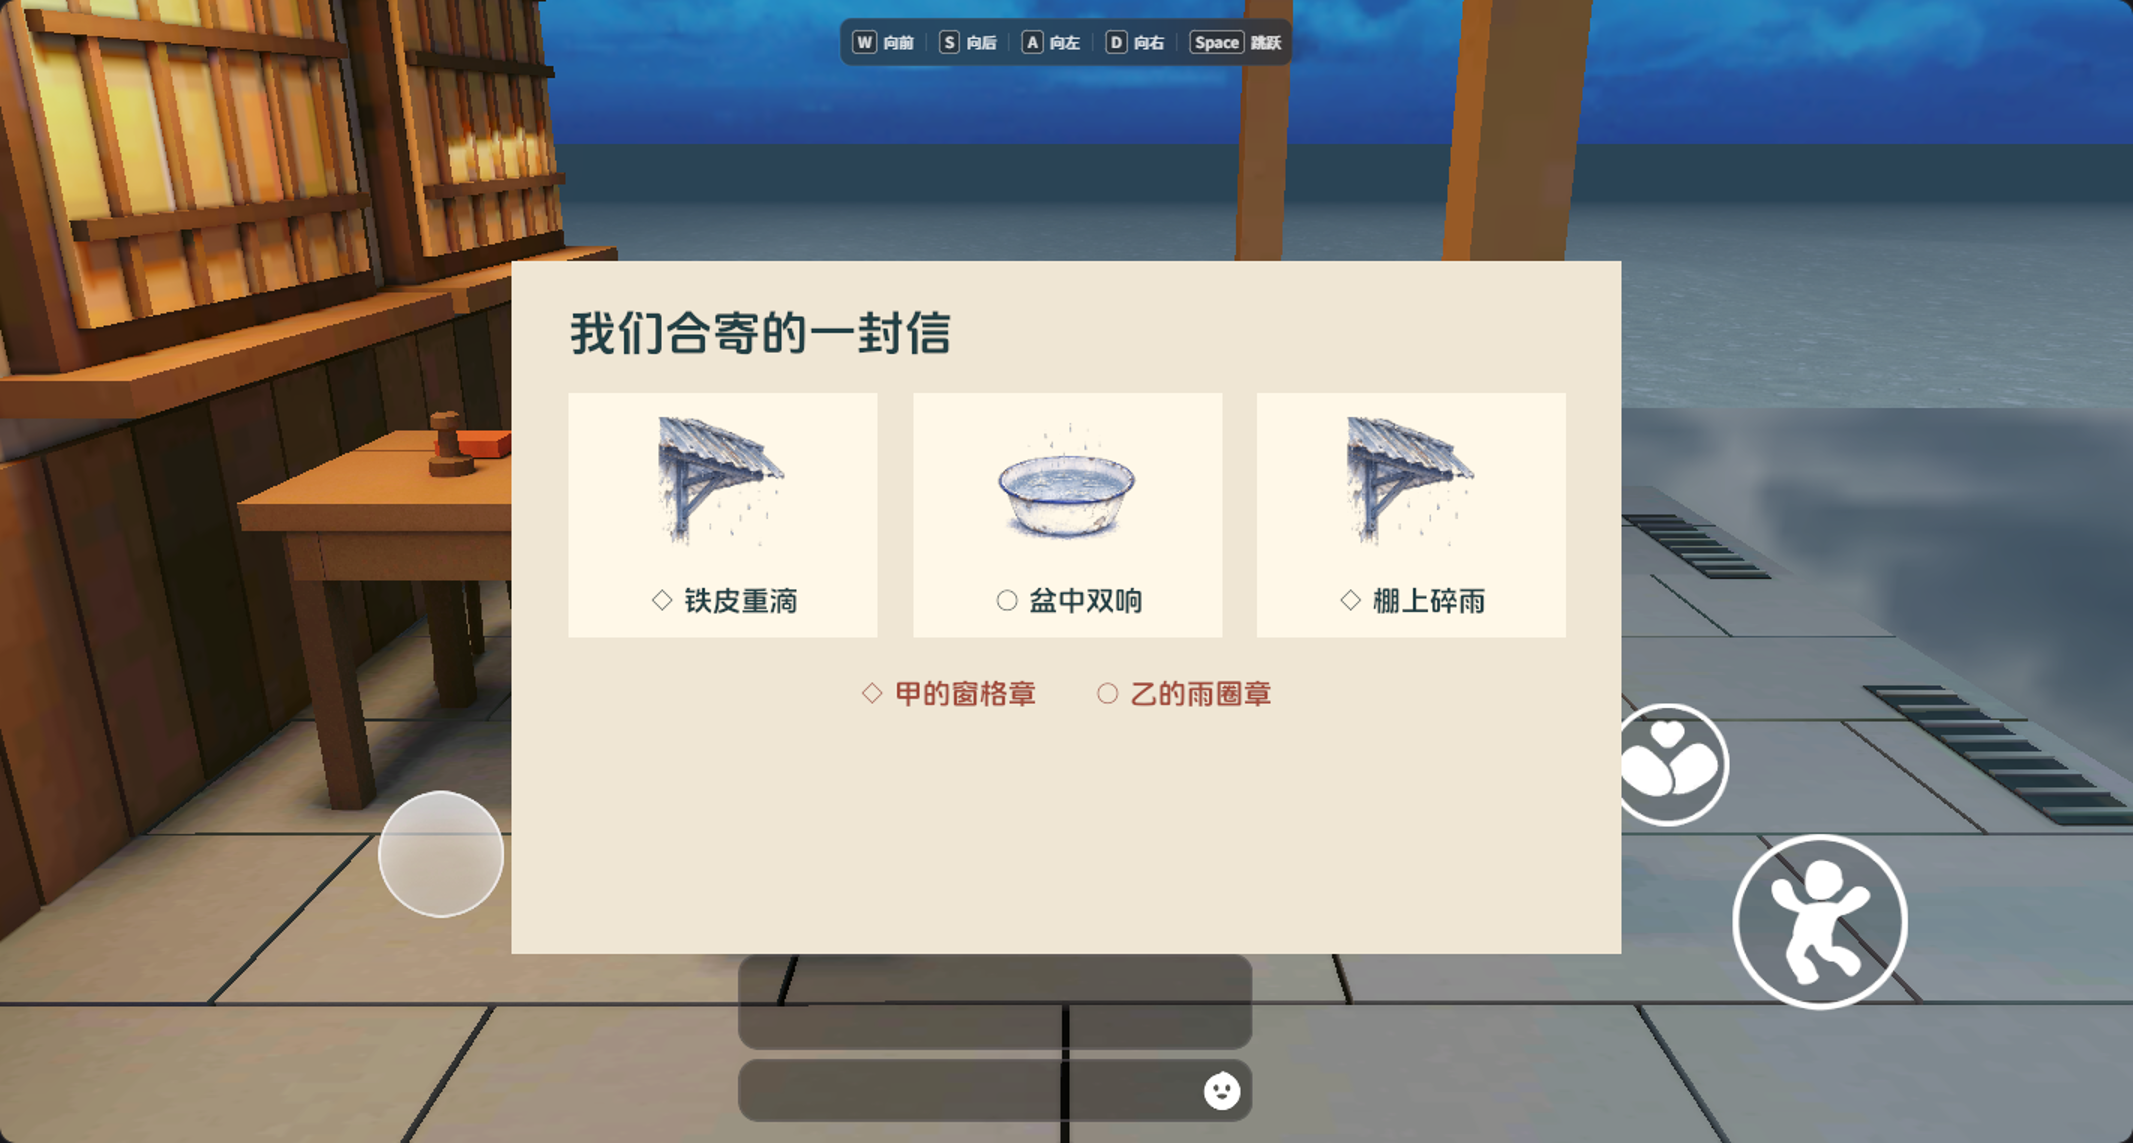 W 向前 S 向后 A 向左 D 向右 Space 跳跃
我们合寄的一封信
◇ 铁皮重滴 ○ 盆中双响 ◇ 棚上碎雨
◇ 甲的窗格章 ○ 乙的雨圈章